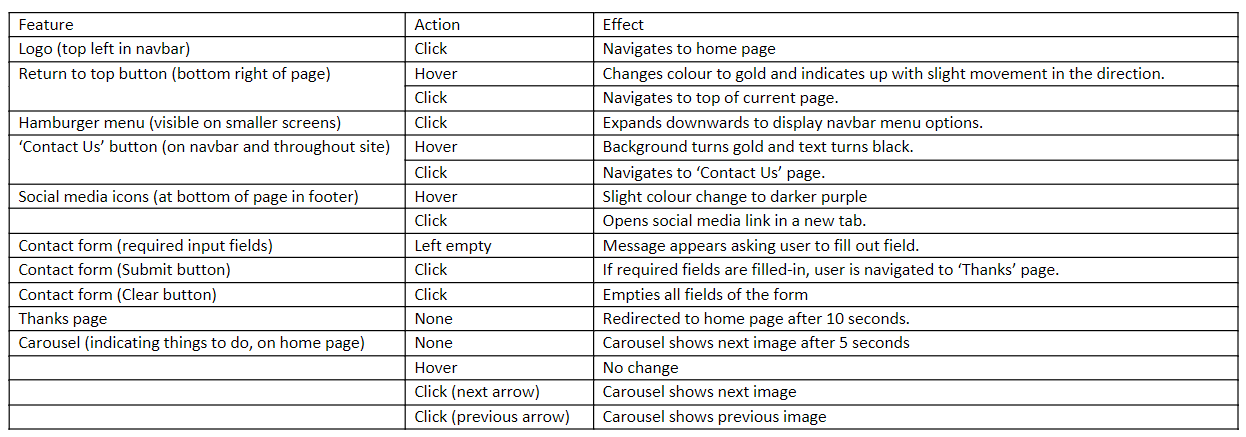 Feature Action Effect
Logo (top left in navbar) Click Navigates to home page
Return to top button (bottom right of page) Hover Changes colour to gold and indicates up with slight movement in the direction.
Click Navigates to top of current page.
Hamburger menu (visible on smaller screens) Click Expands downwards to display navbar menu options.
‘Contact Us’ button (on navbar and throughout site) Hover Background turns gold and text turns black.
Click Navigates to ‘Contact Us’ page.
Social media icons (at bottom of page in footer) Hover Slight colour change to darker purple
Click Opens social media link in a new tab.
Contact form (required input fields) Left empty Message appears asking user to fill out field.
Contact form (Submit button) Click If required fields are filled-in, user is navigated to ‘Thanks’ page.
Contact form (Clear button) Click Empties all fields of the form
Thanks page None Redirected to home page after 10 seconds.
Carousel (indicating things to do, on home page) None Carousel shows next image after 5 seconds
Hover No change
Click (next arrow) Carousel shows next image
Click (previous arrow) Carousel shows previous image